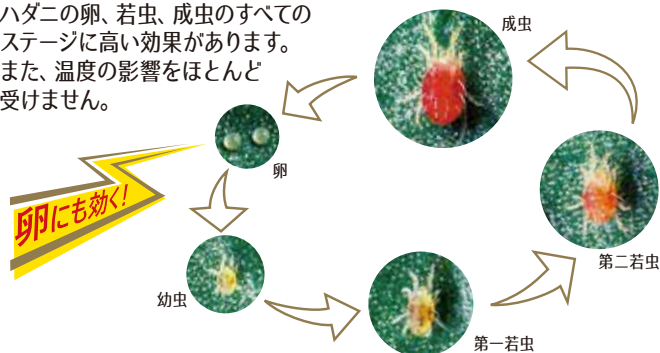 ハダニの卵、若虫、成虫のすべての
ステージに高い効果があります。
また、温度の影響をほとんど
受けません。
成虫
卵
卵にも効く!
第二若虫
幼虫
第一若虫